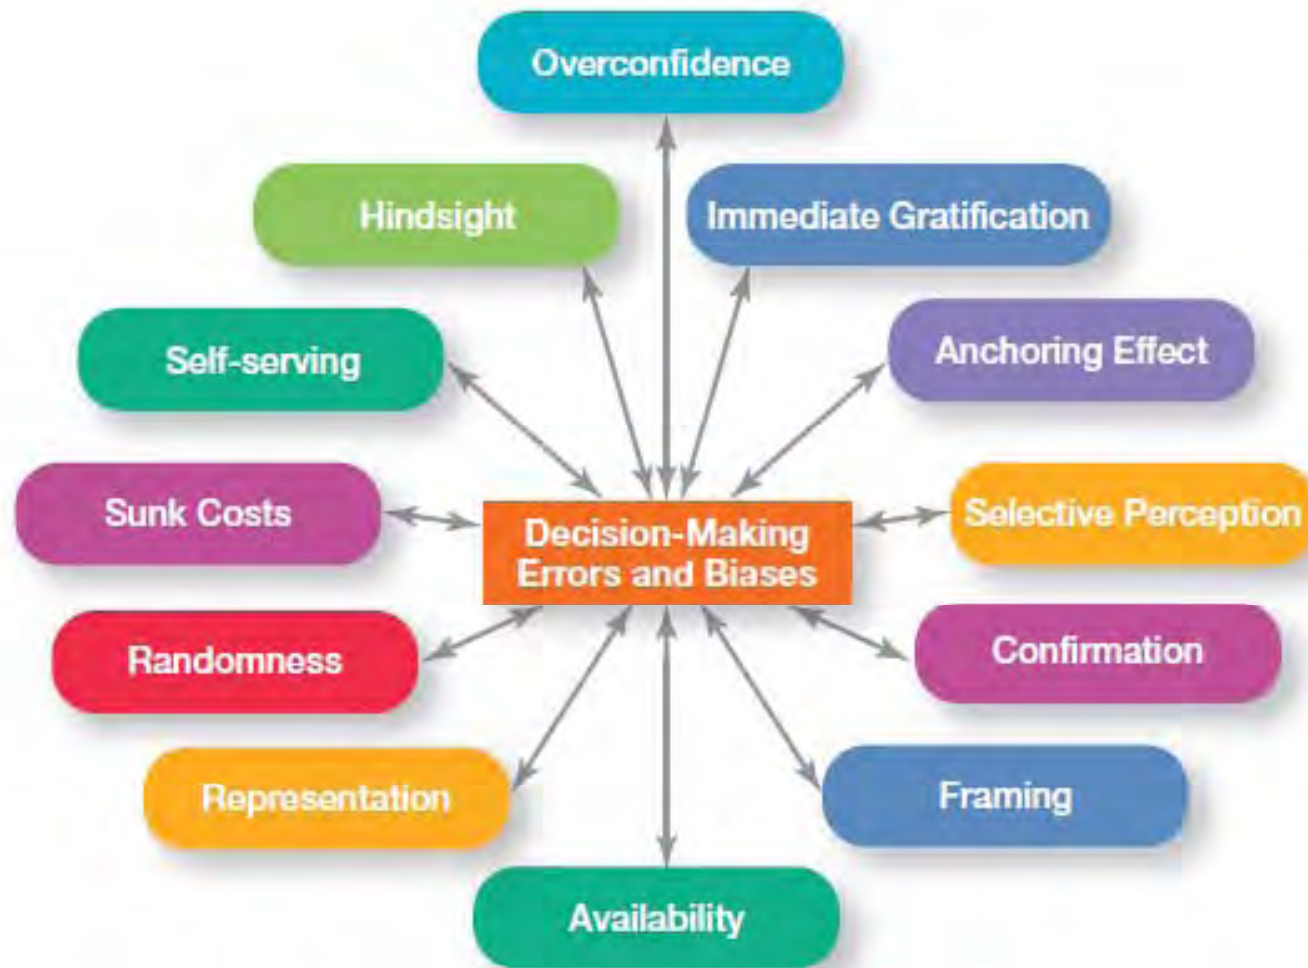 Overconfidence
Hindsight
Immediate Gratification
Self-serving
Anchoring Effect
Sunk Costs
Decision-Making
Errors and Biases
Selective Perception
Randomness
Confirmation
Representation
Framing
Availability